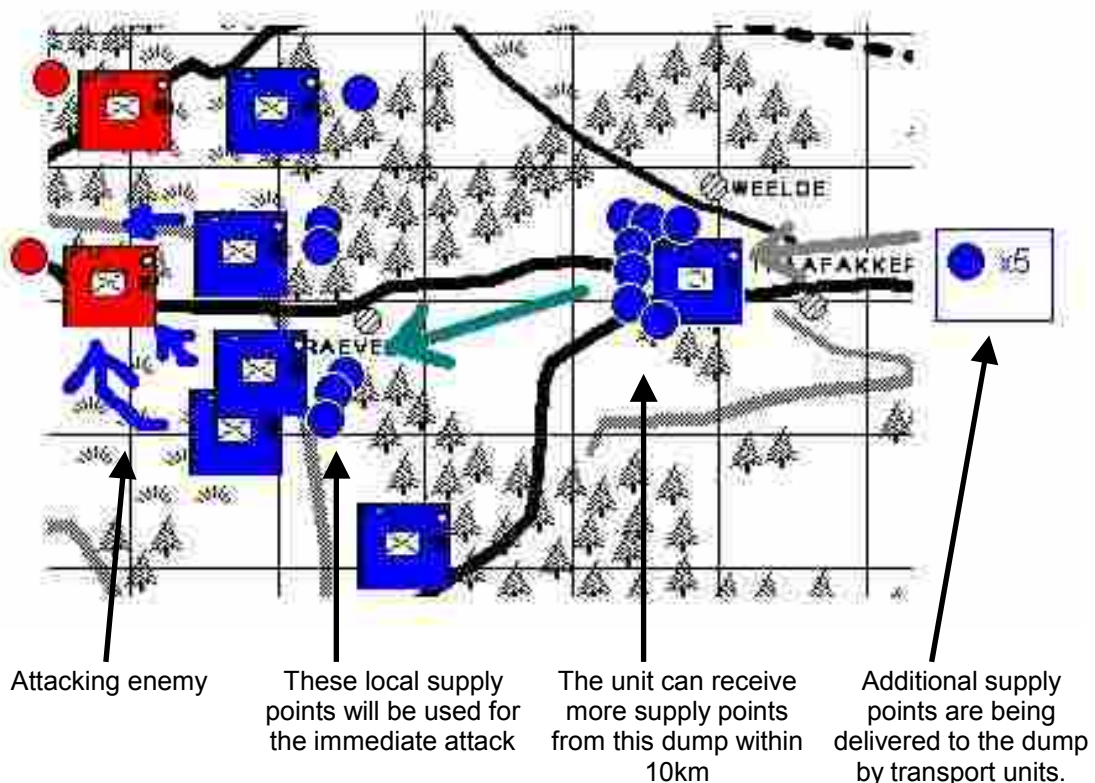 WEELDE
x5
Attacking enemy
These local supply
points will be used for
the immediate attack
The unit can receive
more supply points
from this dump within
10km
Additional supply
points are being
delivered to the dump
by transport units.